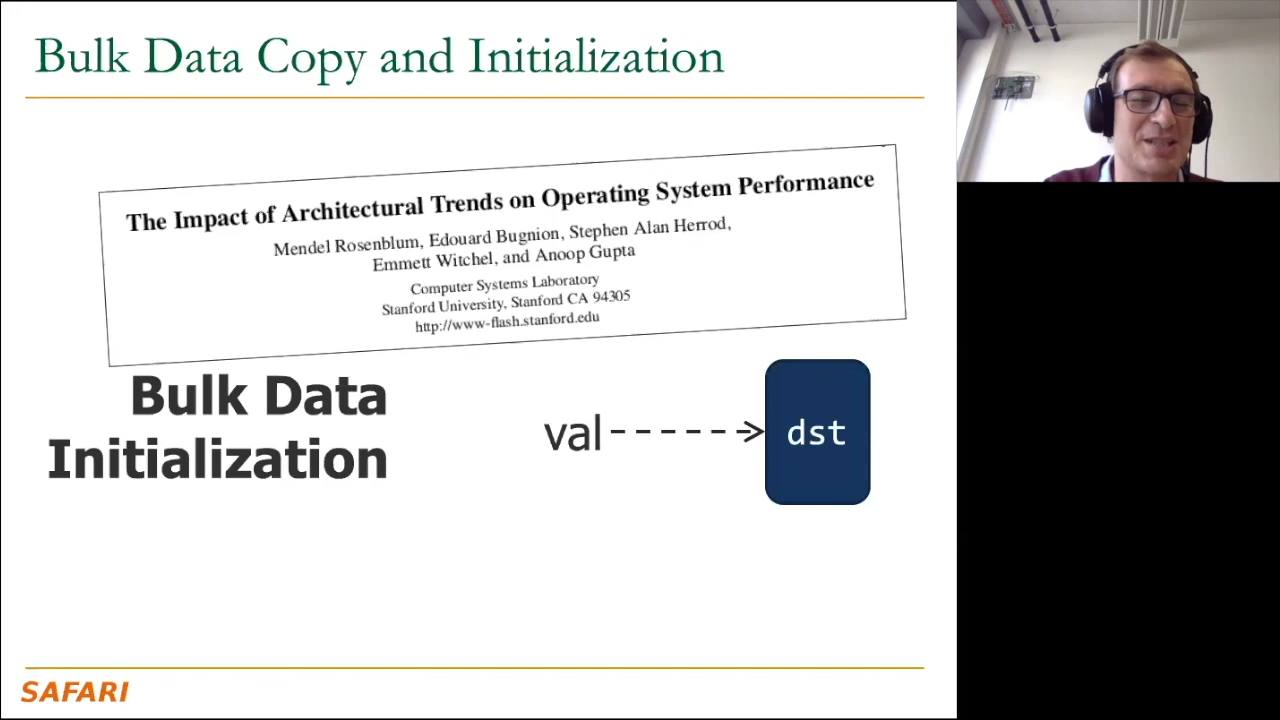 Bulk Data Copy and Initialization
The Impact of Architectural Trends on Operating System Performance
Mendel Rosenblum, Edouard Bugnion, Stephen Alan Herrod,
Emmett Witchel, and Anoop Gupta
Computer Systems Laboratory
Stanford University, Stanford CA 94305
http://www-flash.stanford.edu
Bulk Data
Initialization
val
dst
SAFARI